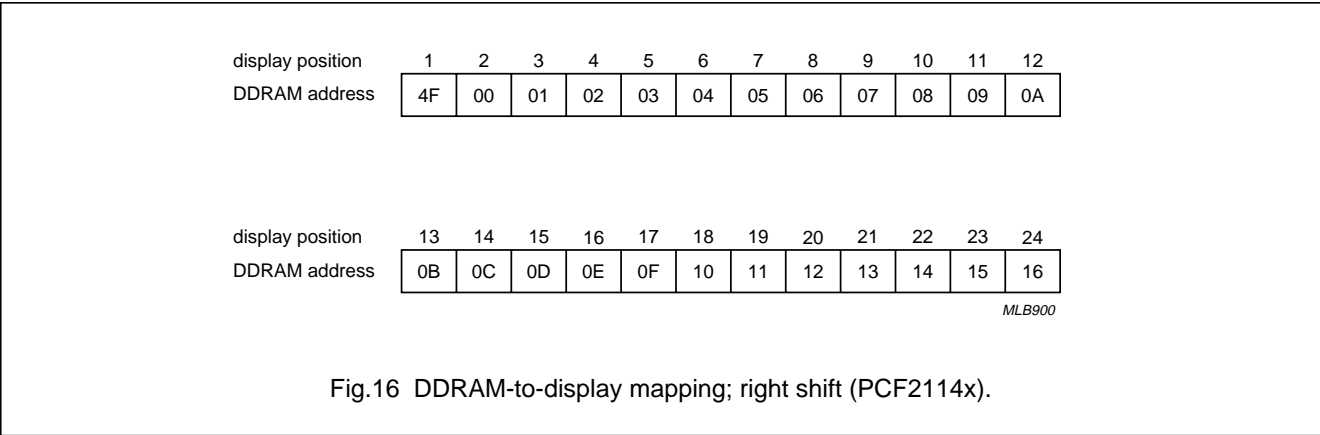 display position 1 2 3 4 5 6 7 8 9 10 11 12
DDRAM address 4F 00 01 02 03 04 05 06 07 08 09 0A
display position 13 14 15 16 17 18 19 20 21 22 23 24
DDRAM address 0B 0C 0D 0E 0F 10 11 12 13 14 15 16
MLB900
Fig.16 DDRAM-to-display mapping; right shift (PCF2114x).